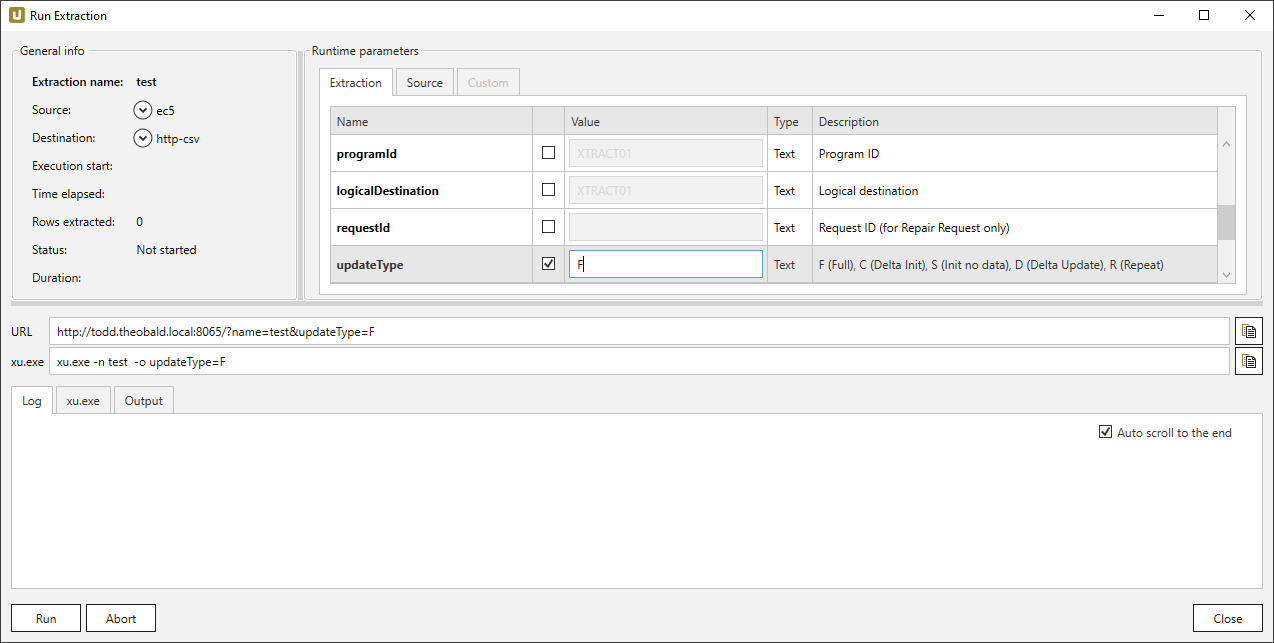 Run Extraction
General info
Extraction name: test
Source: ec5
Destination: http-csv
Execution start:
Time elapsed:
Rows extracted: 0
Status: Not started
Duration:
Runtime parameters
Extraction Source Custom
Name Value Type Description
programId XTRACT01 Text Program ID
logicalDestination XTRACT01 Text Logical destination
requestId Text Request ID (for Repair Request only)
updateType F Text F (Full), C (Delta Init), S (Init no data), D (Delta Update), R (Repeat)
URL http://todd.theobald.local:8065/?name=test&updateType=F
xu.exe xu.exe -n test  -o updateType=F
Log xu.exe Output
Auto scroll to the end
Run Abort Close